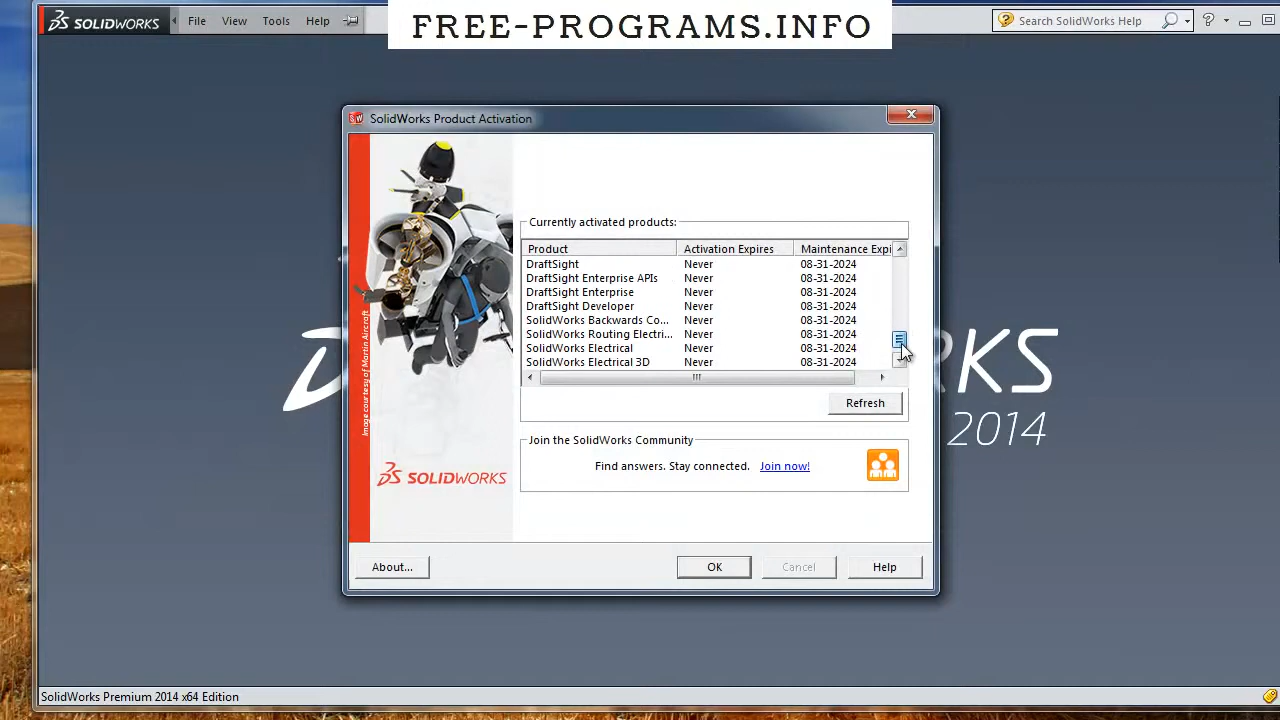 SOLIDWORKS File View Tools Help
FREE-PROGRAMS.INFO
Search SolidWorks Help
SolidWorks Product Activation
Currently activated products:
Product Activation Expires Maintenance Expi
DraftSight Never 08-31-2024
DraftSight Enterprise APIs Never 08-31-2024
DraftSight Enterprise Never 08-31-2024
DraftSight Developer Never 08-31-2024
SolidWorks Backwards Co... Never 08-31-2024
SolidWorks Routing Electri... Never 08-31-2024
SolidWorks Electrical Never 08-31-2024
SolidWorks Electrical 3D Never 08-31-2024
Refresh
Image courtesy of Martin Aircraft
Join the SolidWorks Community
Find answers. Stay connected. Join now!
SOLIDWORKS
RKS
2014
About... OK Cancel Help
SolidWorks Premium 2014 x64 Edition